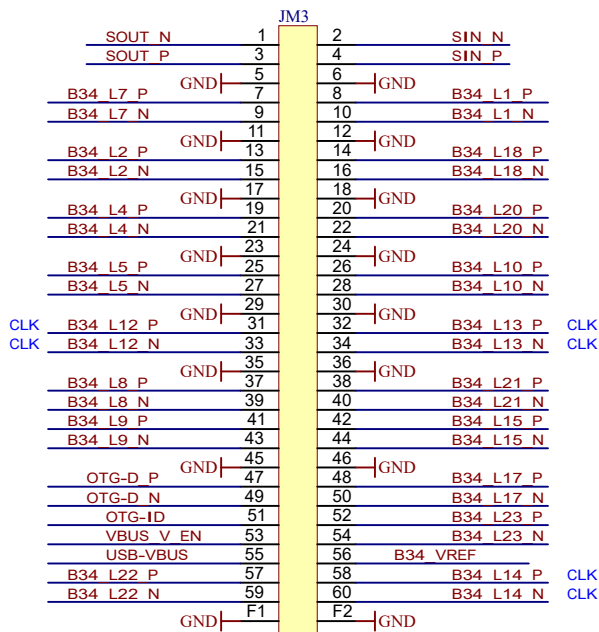 JM3
SOUT_N 1 2 SIN_N
SOUT_P 3 4 SIN_P
GND 5 6 GND
B34_L7_P 7 8 B34_L1_P
B34_L7_N 9 10 B34_L1_N
GND 11 12 GND
B34_L2_P 13 14 B34_L18_P
B34_L2_N 15 16 B34_L18_N
GND 17 18 GND
B34_L4_P 19 20 B34_L20_P
B34_L4_N 21 22 B34_L20_N
GND 23 24 GND
B34_L5_P 25 26 B34_L10_P
B34_L5_N 27 28 B34_L10_N
GND 29 30 GND
CLK B34_L12_P 31 32 B34_L13_P CLK
CLK B34_L12_N 33 34 B34_L13_N CLK
GND 35 36 GND
B34_L8_P 37 38 B34_L21_P
B34_L8_N 39 40 B34_L21_N
B34_L9_P 41 42 B34_L15_P
B34_L9_N 43 44 B34_L15_N
GND 45 46 GND
OTG-D_P 47 48 B34_L17_P
OTG-D_N 49 50 B34_L17_N
OTG-ID 51 52 B34_L23_P
VBUS_V_EN 53 54 B34_L23_N
USB-VBUS 55 56 B34_VREF
B34_L22_P 57 58 B34_L14_P CLK
B34_L22_N 59 60 B34_L14_N CLK
GND F1 F2 GND